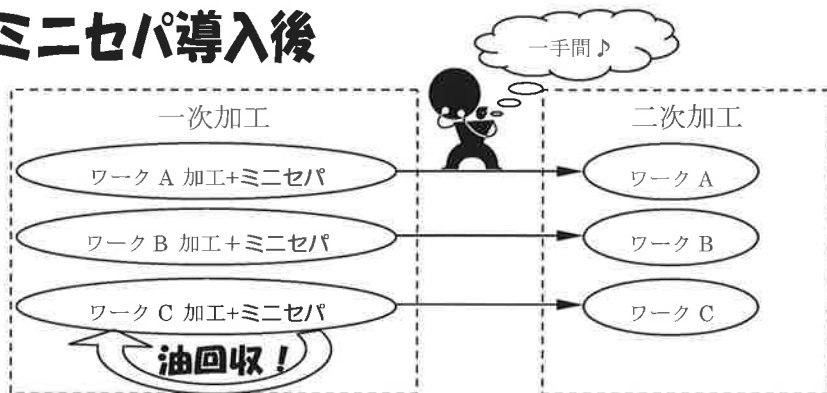 ミニセパ導入後
一手間♪
一次加工
二次加工
ワーク A 加工+ミニセパ
ワーク A
ワーク B 加工+ミニセパ
ワーク B
ワーク C 加工+ミニセパ
ワーク C
油回収！